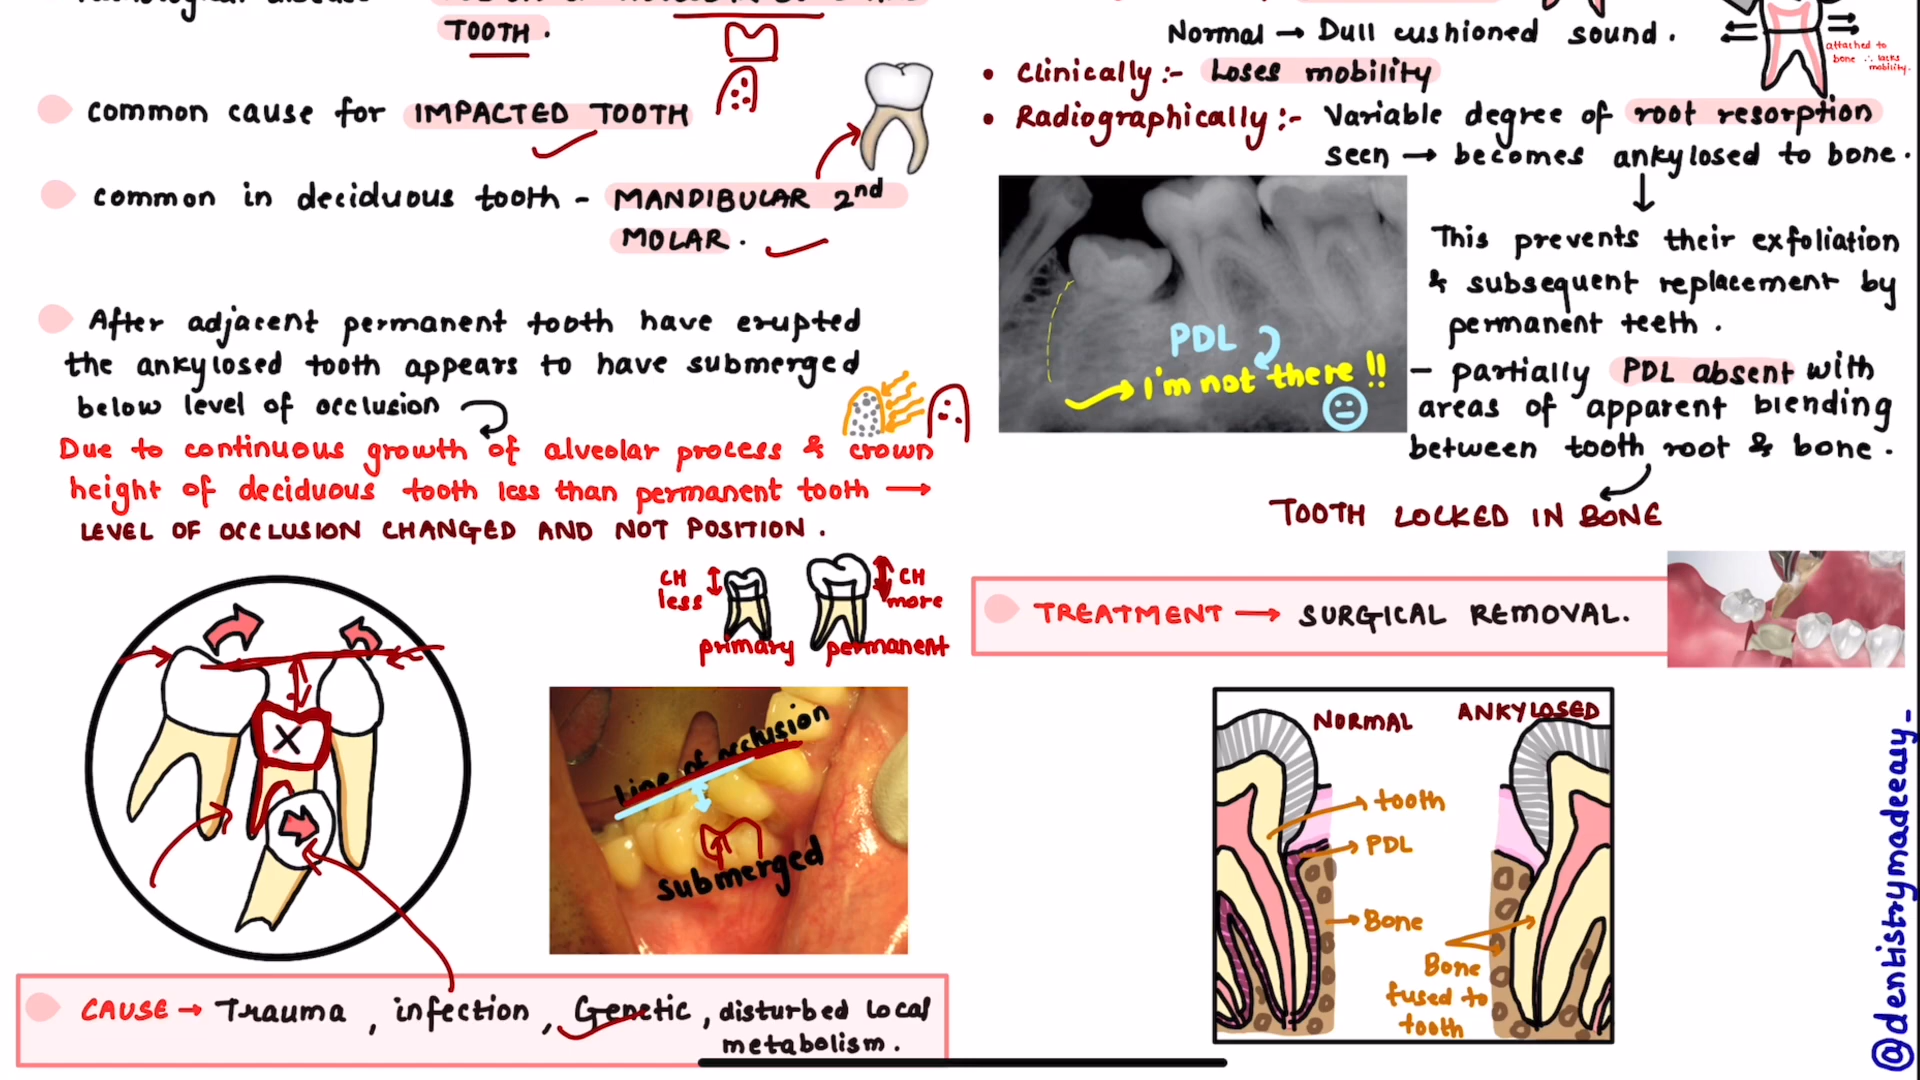 TOOTH.
common cause for IMPACTED TOOTH
common in deciduous tooth - MANDIBULAR 2nd
MOLAR.
After adjacent permanent tooth have erupted
the ankylosed tooth appears to have submerged
below level of occlusion
Due to continuous growth of alveolar process & crown
height of deciduous tooth less than permanent tooth →
LEVEL OF OCCLUSION CHANGED AND NOT POSITION.
CH
less
CH
more
primary
permanent
X
Line of occlusion
submerged
CAUSE → Trauma, infection, Genetic, disturbed local
metabolism.
Normal → Dull cushioned sound.
attached to
bone ∴ lacks
mobility.
• Clinically :- Loses mobility
• Radiographically :- Variable degree of root resorption
seen → becomes ankylosed to bone.
This prevents their exfoliation
& subsequent replacement by
permanent teeth.
PDL
i'm not there !!
- partially PDL absent with
areas of apparent blending
between tooth root & bone.
TOOTH LOCKED IN BONE
TREATMENT → SURGICAL REMOVAL.
NORMAL
ANKYLOSED
tooth
PDL
Bone
Bone
fused to
tooth
@dentistrymadeeasy_